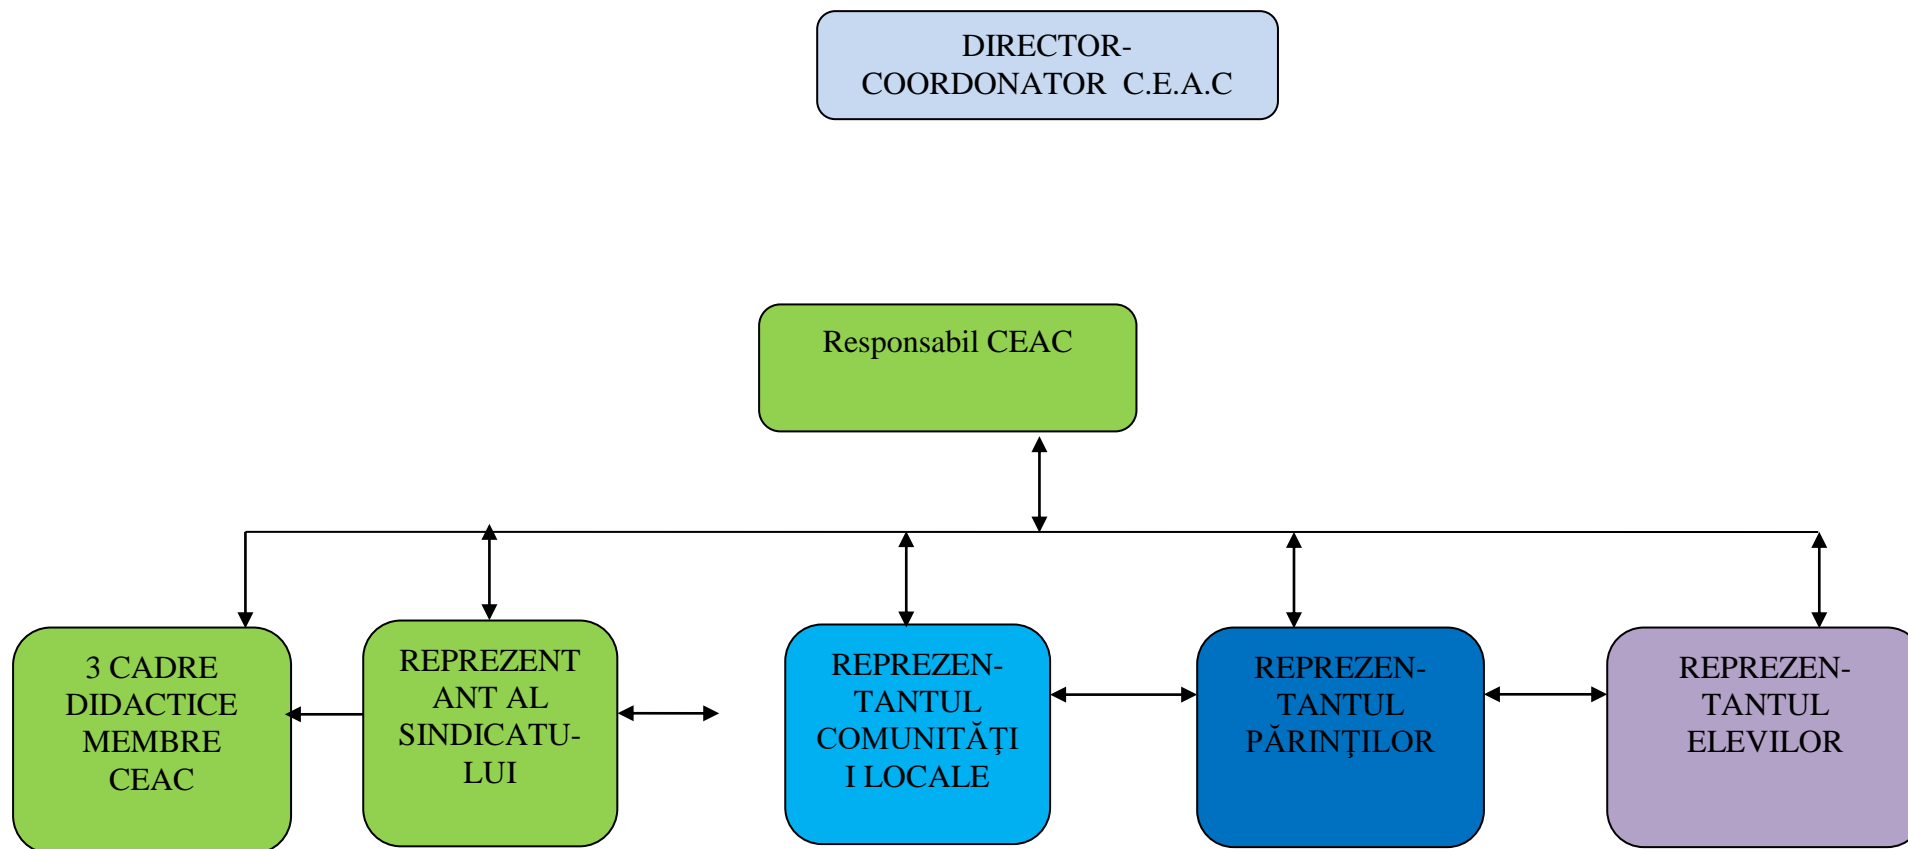 DIRECTOR-
COORDONATOR C.E.A.C
Responsabil CEAC
3 CADRE
DIDACTICE
MEMBRE
CEAC
REPREZENT
ANT AL
SINDICATU-
LUI
REPREZEN-
TANTUL
COMUNITĂŢI
I LOCALE
REPREZEN-
TANTUL
PĂRINŢILOR
REPREZEN-
TANTUL
ELEVILOR